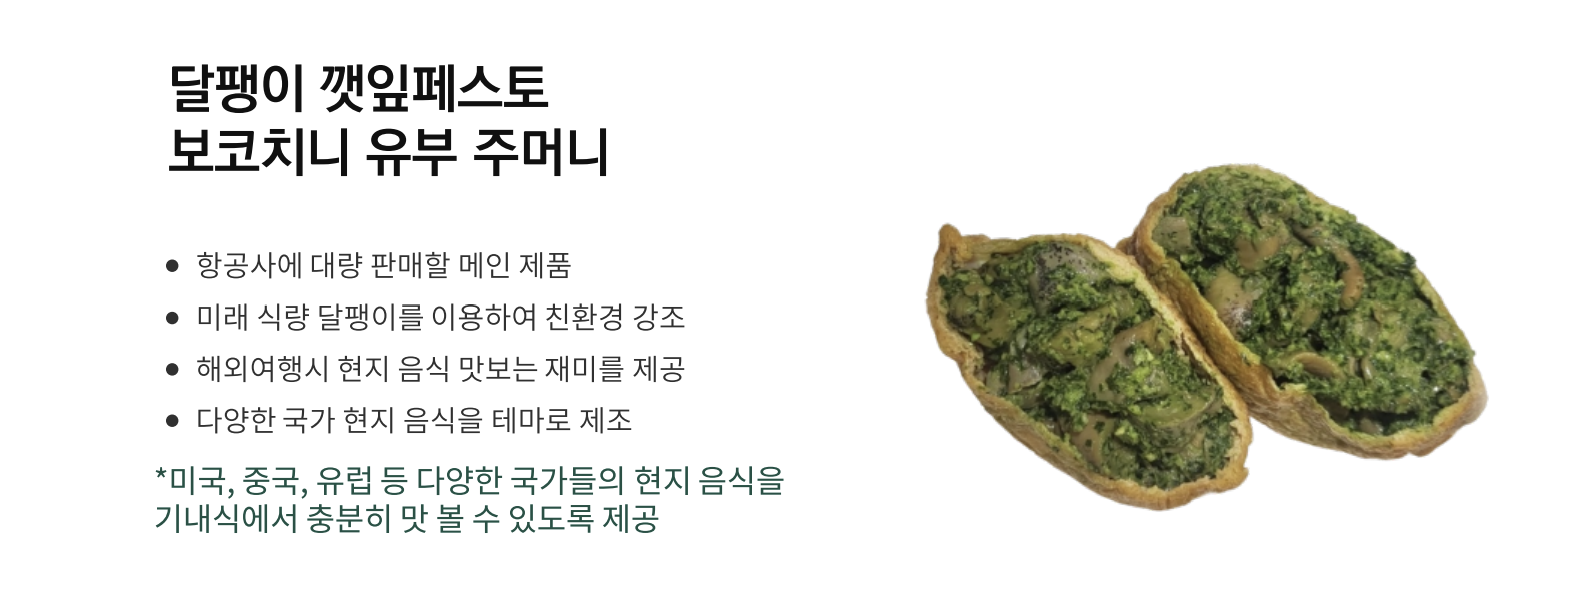 달팽이 깻잎페스토
보코치니 유부 주머니
● 항공사에 대량 판매할 메인 제품
● 미래 식량 달팽이를 이용하여 친환경 강조
● 해외여행시 현지 음식 맛보는 재미를 제공
● 다양한 국가 현지 음식을 테마로 제조
*미국, 중국, 유럽 등 다양한 국가들의 현지 음식을
기내식에서 충분히 맛 볼 수 있도록 제공